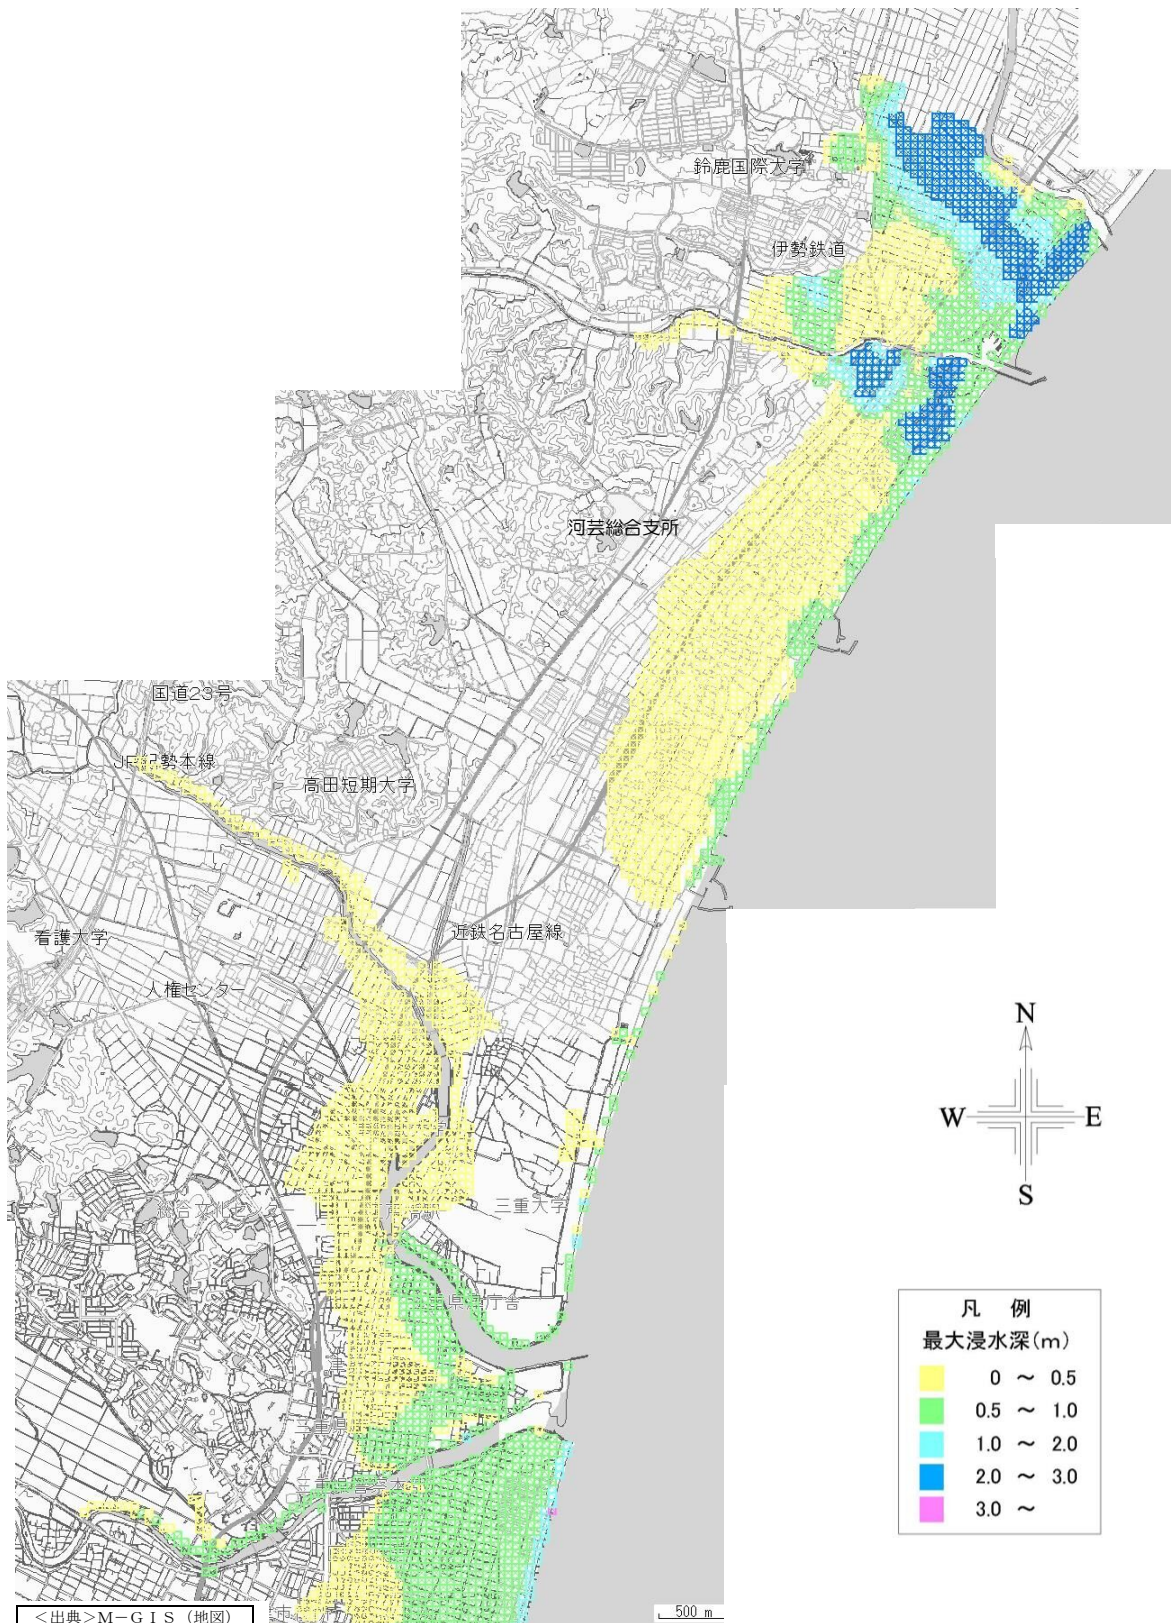 鈴鹿国際大学
伊勢鉄道
河芸総合支所
国道23号
JR紀勢本線
高田短期大学
看護大学
近鉄名古屋線
人権センター
N
W E
S
三重大学
凡 例
最大浸水深(m)
0 ～ 0.5
0.5 ～ 1.0
1.0 ～ 2.0
2.0 ～ 3.0
3.0 ～
500 m
<出典>M-GIS（地図）